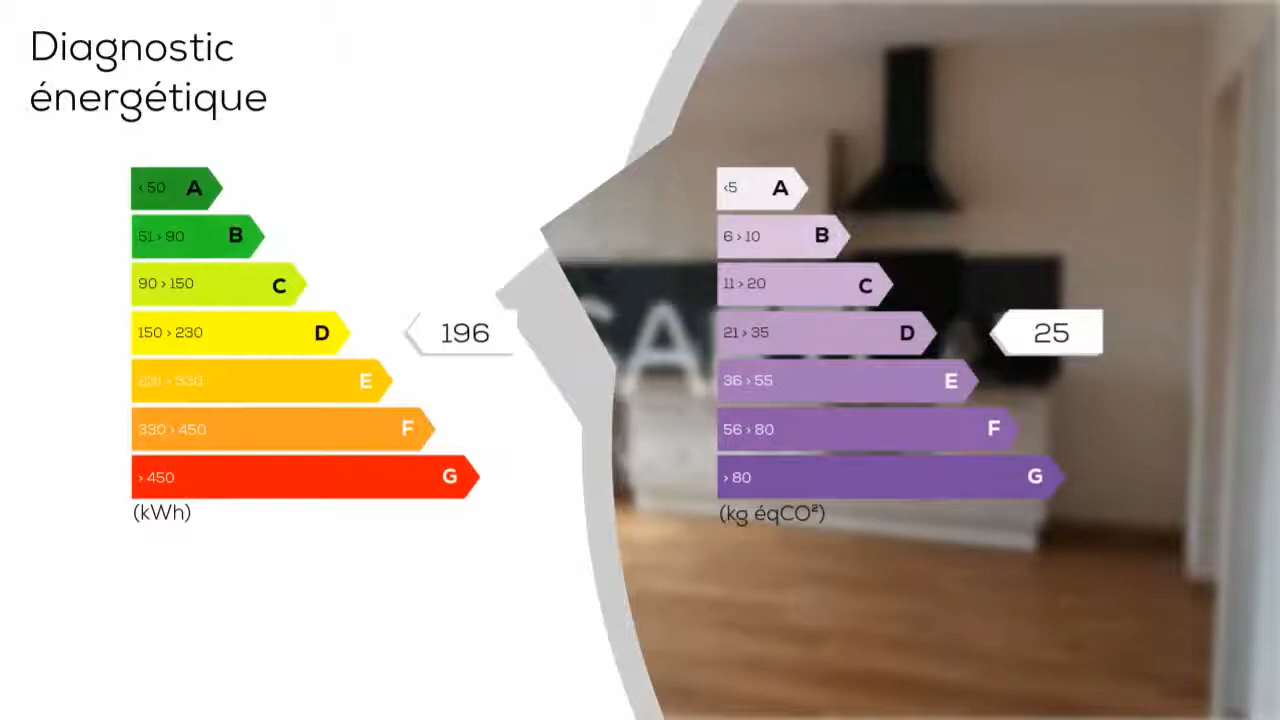 Diagnostic
énergétique
< 50 A
51 > 90 B
90 > 150 C
150 > 230 D
196
E
330 > 450 F
> 450 G
(kWh)
<5 A
6 > 10 B
11 > 20 C
21 > 35 D
25
36 > 55 E
56 > 80 F
> 80 G
(kg éqCO²)